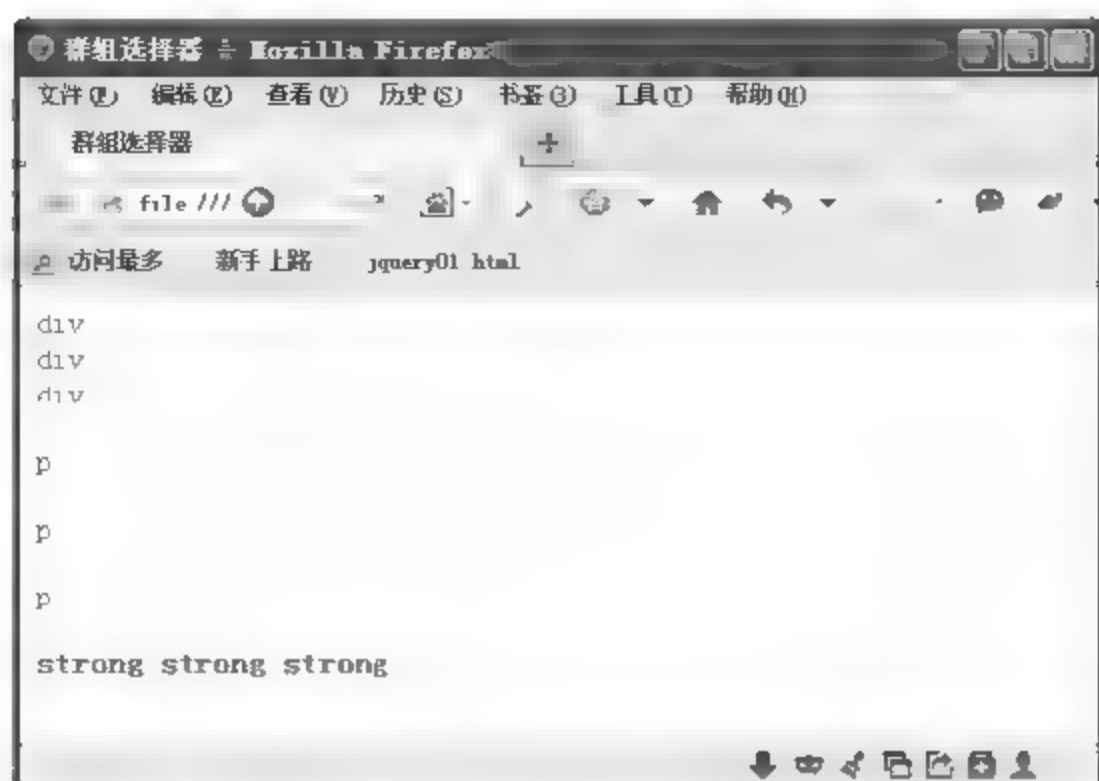 群组选择器 - Mozilla Firefox
文件(F) 编辑(E) 查看(V) 历史(S) 书签(B) 工具(T) 帮助(H)
群组选择器
file ///
访问最多 新手上路 jquery01 html
div
div
div
p
p
p
strong strong strong